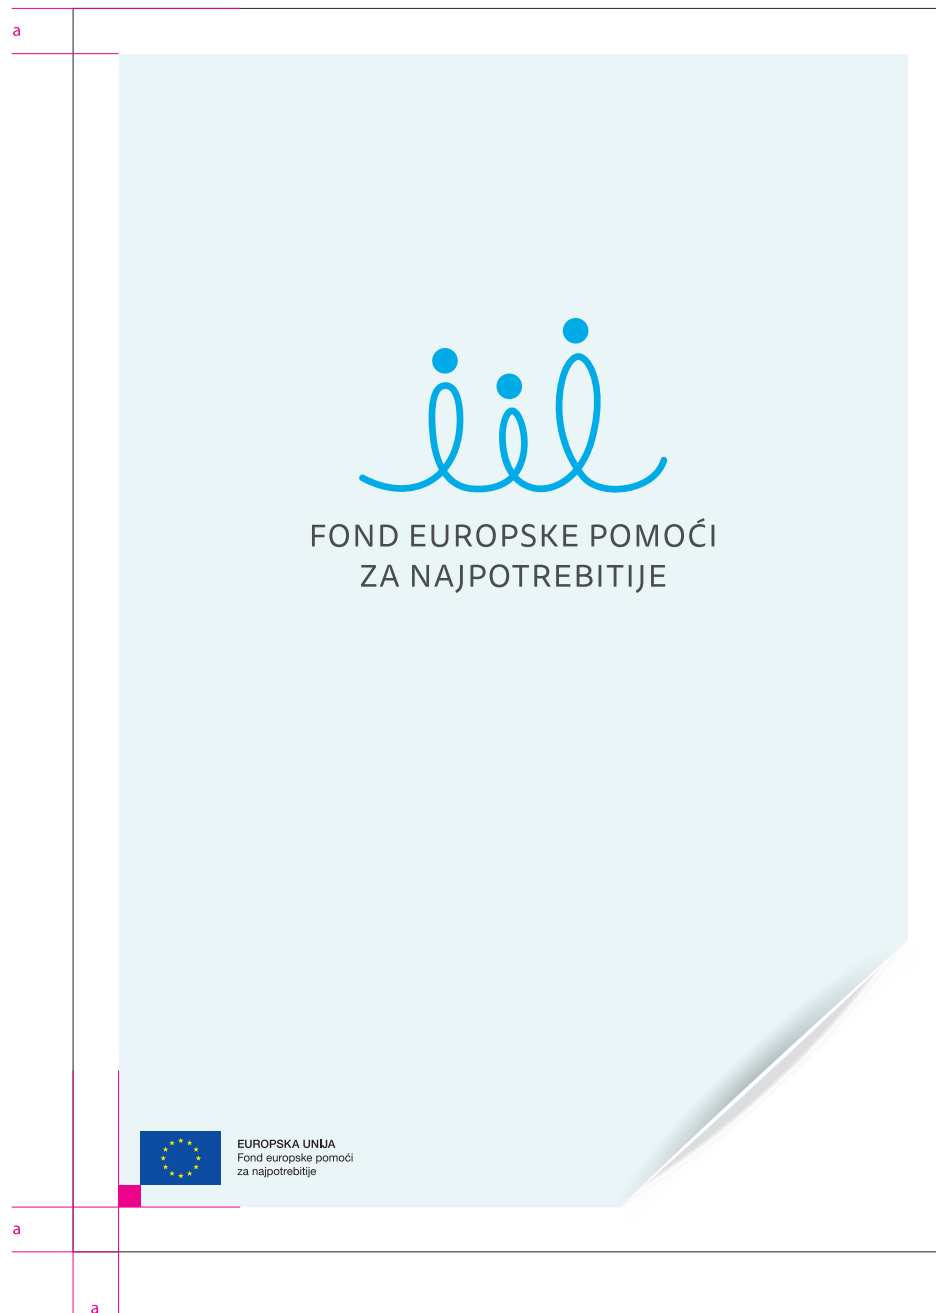 a
FOND EUROPSKE POMOĆI
ZA NAJPOTREBITIJE
EUROPSKA UNIJA
Fond europske pomoći
za najpotrebitije
a
a